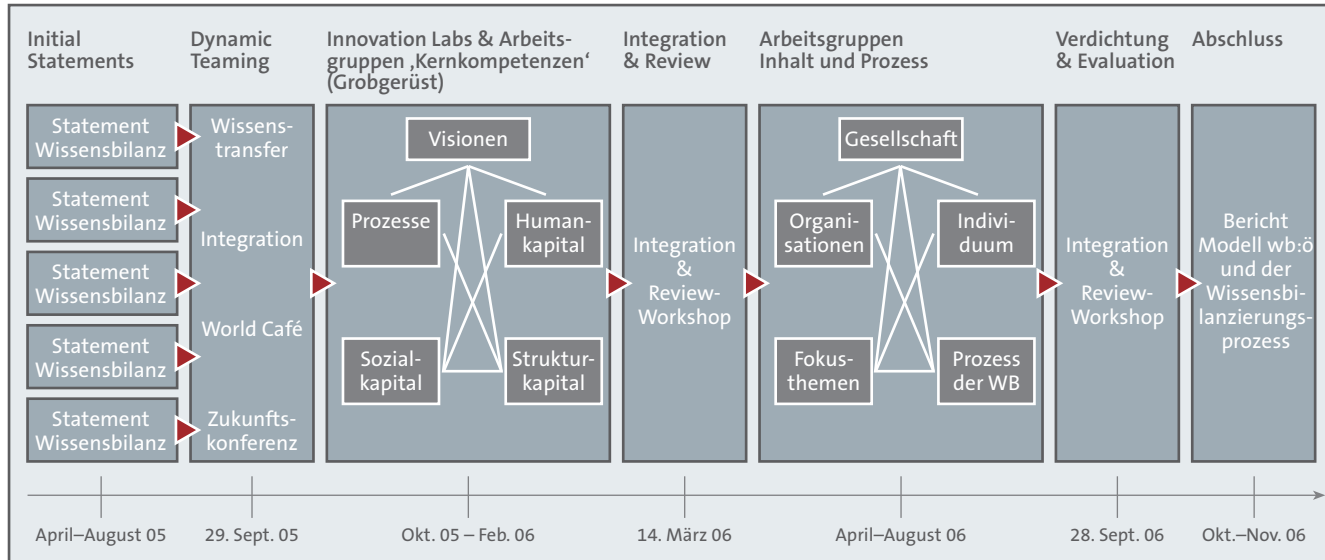 Initial
Statements
Dynamic
Teaming
Innovation Labs & Arbeits-
gruppen ‚Kernkompetenzen‘
(Grobgerüst)
Integration
& Review
Arbeitsgruppen
Inhalt und Prozess
Verdichtung
& Evaluation
Abschluss
Statement
Wissensbilanz
Statement
Wissensbilanz
Statement
Wissensbilanz
Statement
Wissensbilanz
Statement
Wissensbilanz
Wissens-
transfer
Integration
World Café
Zukunfts-
konferenz
Visionen
Prozesse
Human-
kapital
Sozial-
kapital
Struktur-
kapital
Integration
&
Review-
Workshop
Gesellschaft
Organi-
sationen
Indivi-
duum
Fokus-
themen
Prozess
der WB
Integration
&
Review-
Workshop
Bericht
Modell wb:ö
und der
Wissensbi-
lanzierungs-
prozess
April–August 05
29. Sept. 05
Okt. 05 – Feb. 06
14. März 06
April–August 06
28. Sept. 06
Okt.–Nov. 06